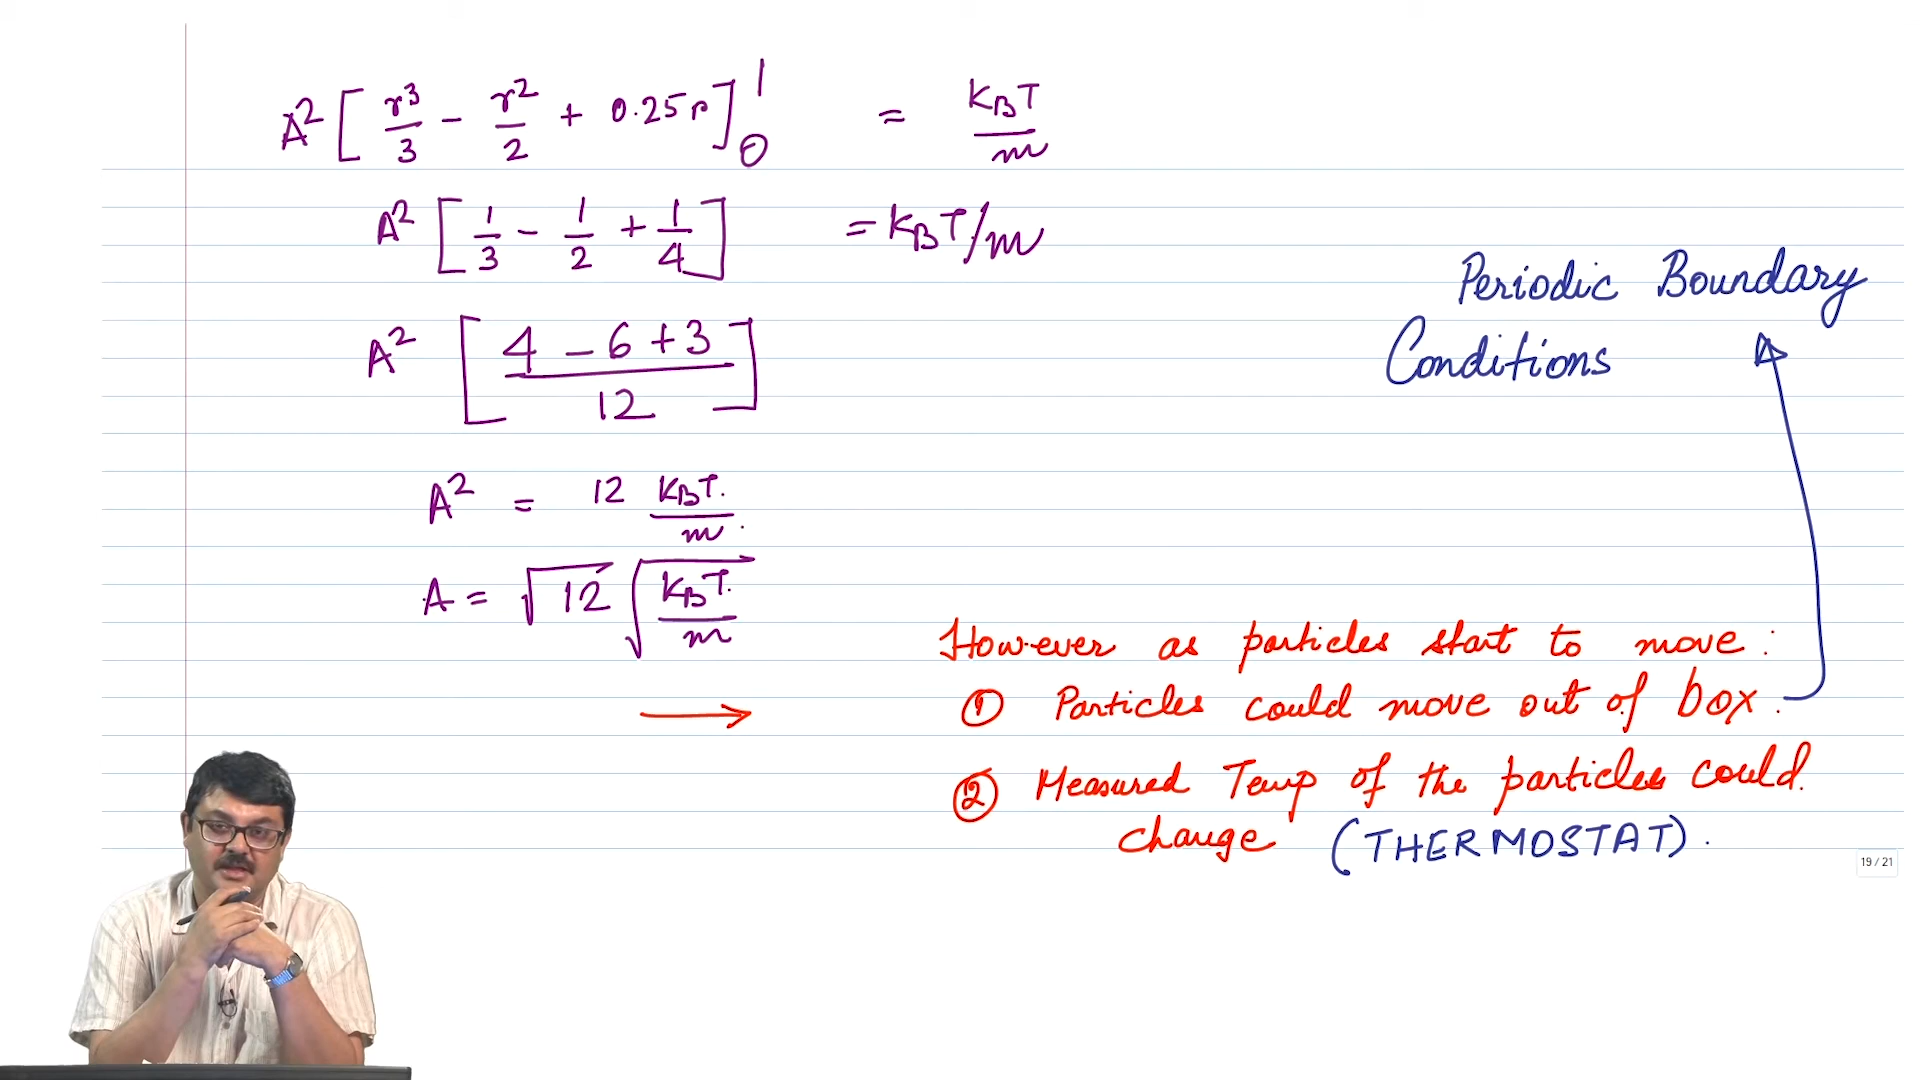 A² [ r³/3 - r²/2 + 0.25r ]₀¹ = K_BT/m
A² [ 1/3 - 1/2 + 1/4 ] = K_BT/m
A² [ (4 - 6 + 3)/12 ]
A² = 12 K_BT/m
A = √12 √(K_BT/m)
→
Periodic Boundary
Conditions
However as particles start to move :
① Particles could move out of box.
② Measured Temp of the particles could
change (THERMOSTAT).
19 / 21